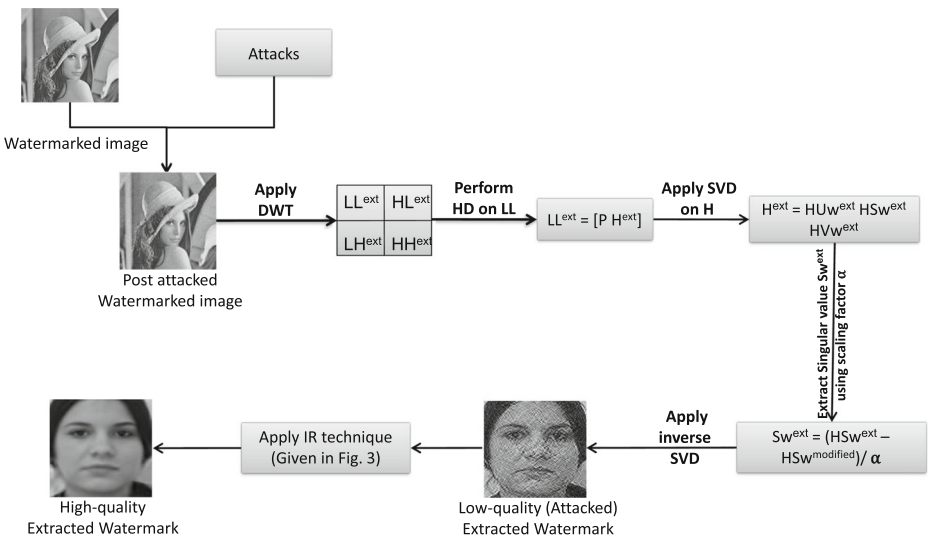 Attacks
Watermarked image
Apply
DWT
Post attacked
Watermarked image
LL^ext HL^ext
LH^ext HH^ext
Perform
HD on LL
LL^ext = [P H^ext]
Apply SVD
on H
H^ext = HUw^ext HSw^ext
HVw^ext
Extract Singular value Sw^ext
using scaling factor α
Sw^ext = (HSw^ext –
HSw^modified)/ α
Apply
inverse
SVD
Low-quality (Attacked)
Extracted Watermark
Apply IR technique
(Given in Fig. 3)
High-quality
Extracted Watermark